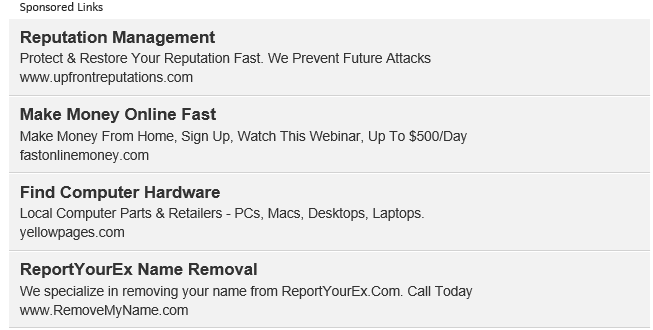 Sponsored Links
Reputation Management
Protect & Restore Your Reputation Fast. We Prevent Future Attacks
www.upfrontreputations.com
Make Money Online Fast
Make Money From Home, Sign Up, Watch This Webinar, Up To $500/Day
fastonlinemoney.com
Find Computer Hardware
Local Computer Parts & Retailers - PCs, Macs, Desktops, Laptops.
yellowpages.com
ReportYourEx Name Removal
We specialize in removing your name from ReportYourEx.Com. Call Today
www.RemoveMyName.com